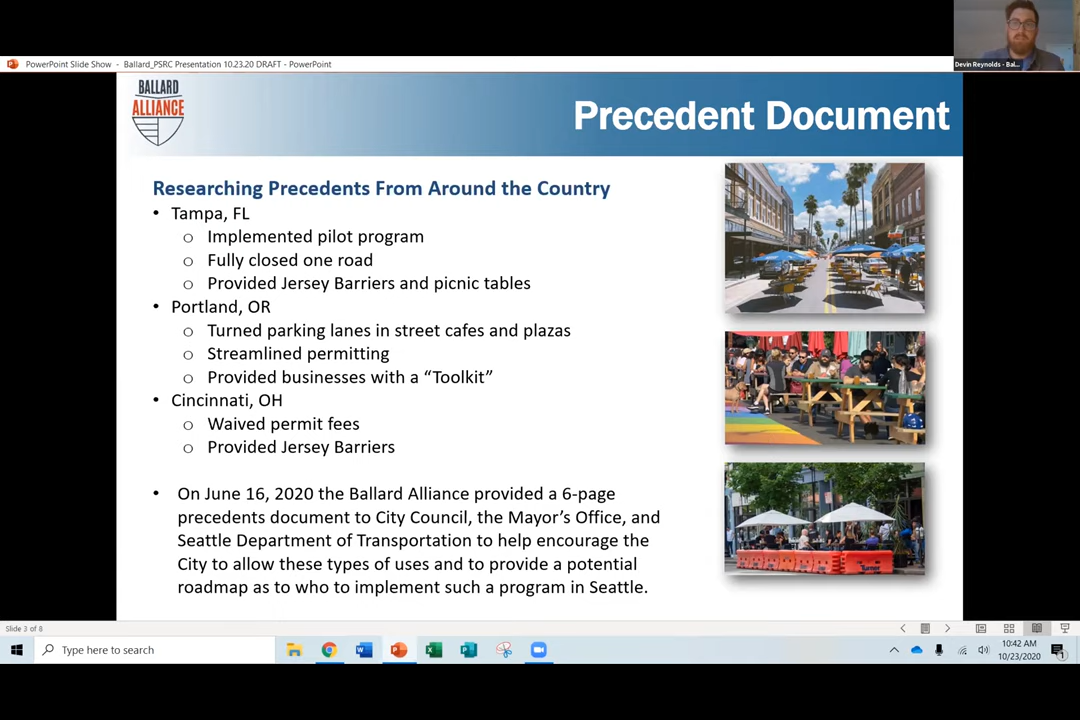 Devin Reynolds - Bal...
PowerPoint Slide Show - Ballard_PSRC Presentation 10.23.20 DRAFT - PowerPoint
BALLARD
ALLIANCE
Precedent Document
Researching Precedents From Around the Country
• Tampa, FL
o Implemented pilot program
o Fully closed one road
o Provided Jersey Barriers and picnic tables
• Portland, OR
o Turned parking lanes in street cafes and plazas
o Streamlined permitting
o Provided businesses with a “Toolkit”
• Cincinnati, OH
o Waived permit fees
o Provided Jersey Barriers
• On June 16, 2020 the Ballard Alliance provided a 6-page
precedents document to City Council, the Mayor’s Office, and
Seattle Department of Transportation to help encourage the
City to allow these types of uses and to provide a potential
roadmap as to who to implement such a program in Seattle.
Turner
Slide 3 of 8
Type here to search
10:42 AM
10/23/2020
1